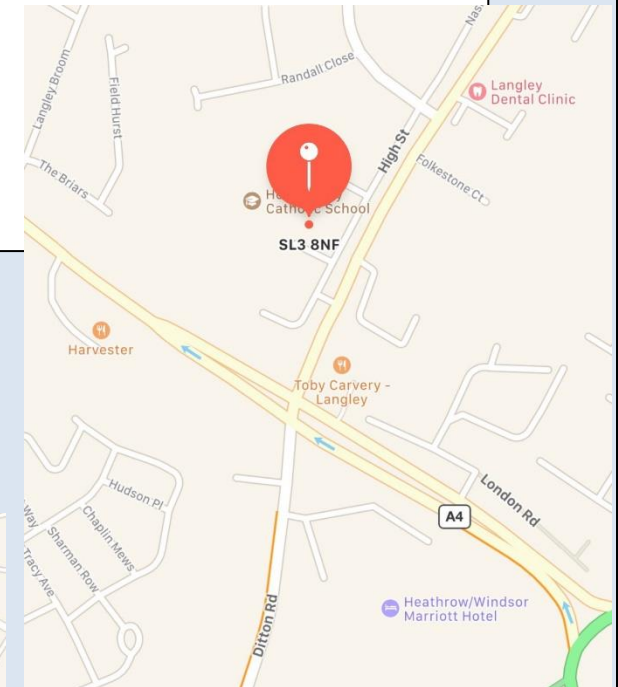 Nas
Randall Close
Langley
Dental Clinic
Langley Broom
Field Hurst
High St
Folkestone Ct
The Briars
Catholic School
SL3 8NF
Harvester
Toby Carvery -
Langley
London Rd
A4
Hudson Pl
Way
Chaplin Mews
Sharman Row
Tracy Ave
Heathrow/Windsor
Marriott Hotel
Ditton Rd